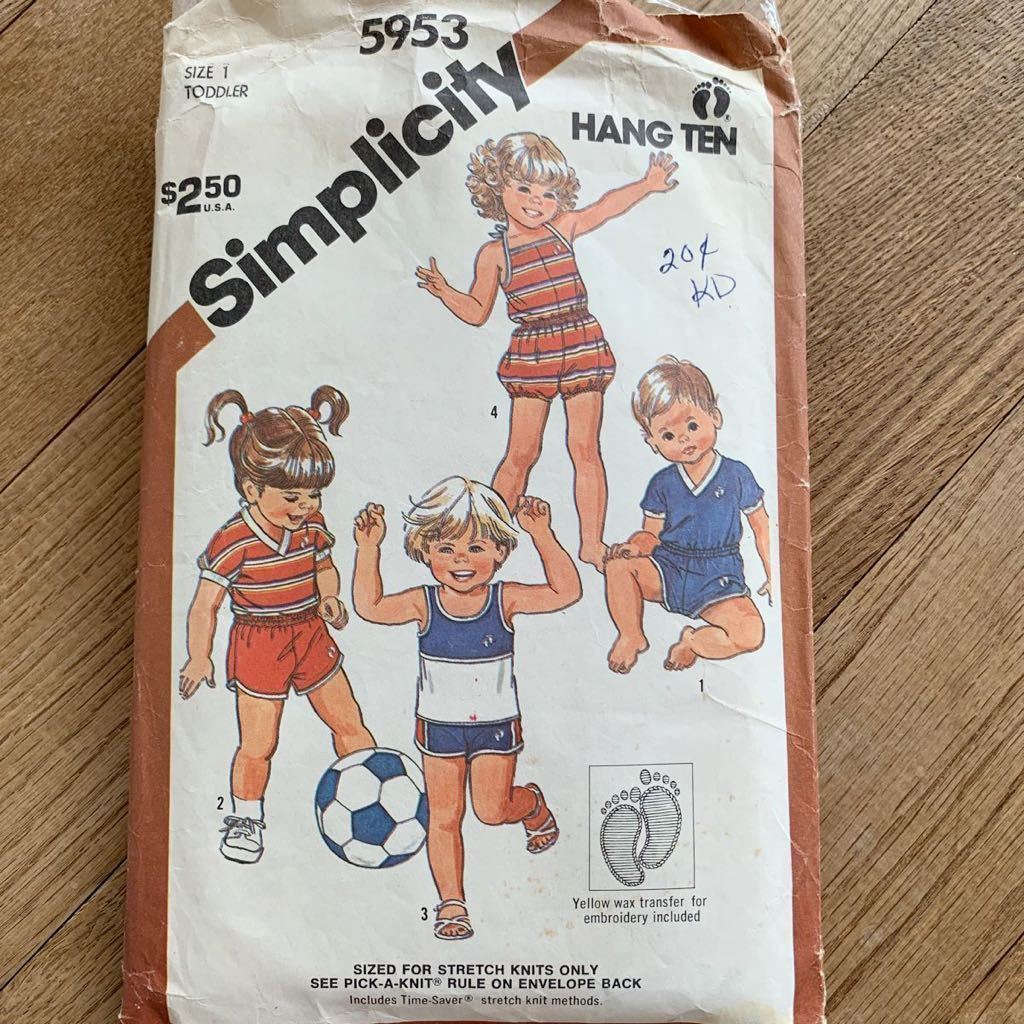 5953
SIZE 1
TODDLER
$2.50
U.S.A.
Simplicity
®
HANG TEN
20¢
KD
4
1
2
3
Yellow wax transfer for
embroidery included
SIZED FOR STRETCH KNITS ONLY
SEE PICK-A-KNIT® RULE ON ENVELOPE BACK
Includes Time-Saver® stretch knit methods.